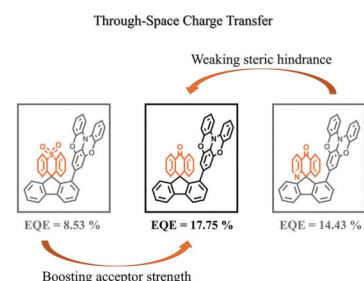 Through-Space Charge Transfer
Weaking steric hindrance
O
O
S
O
N
O
O
O
N
O
O
N
O
N
O
EQE = 8.53 %
EQE = 17.75 %
EQE = 14.43 %
Boosting acceptor strength